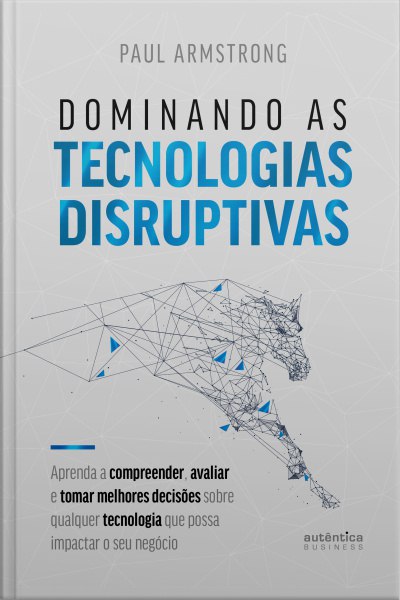 PAUL ARMSTRONG
DOMINANDO AS
TECNOLOGIAS
DISRUPTIVAS
Aprenda a compreender, avaliar
e tomar melhores decisões sobre
qualquer tecnologia que possa
impactar o seu negócio
autêntica
BUSINESS